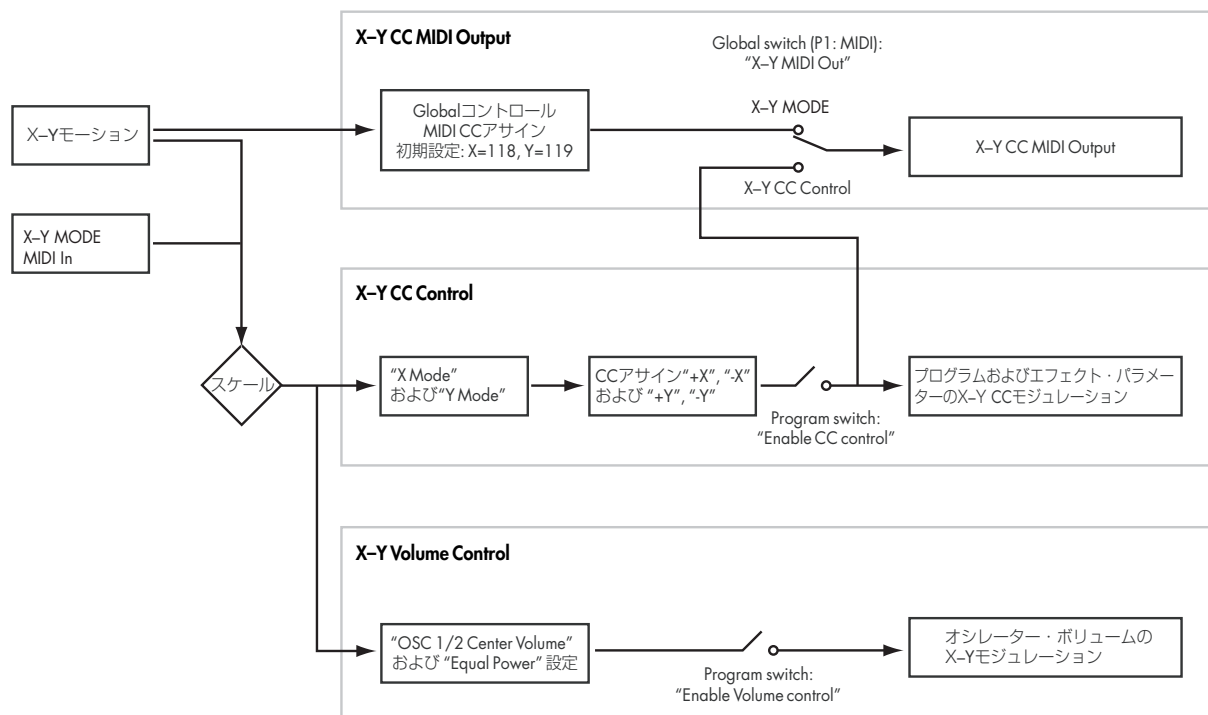 X–Y CC MIDI Output
Global switch (P1: MIDI):
“X–Y MIDI Out”
X–Yモーション
Globalコントロール
MIDI CCアサイン
初期設定: X=118, Y=119
X–Y MODE
X–Y CC MIDI Output
X–Y CC Control
X–Y MODE
MIDI In
X–Y CC Control
スケール
“X Mode”
および“Y Mode”
CCアサイン“+X”, “-X”
および “+Y”, “-Y”
プログラムおよびエフェクト・パラメー
ターのX–Y CCモジュレーション
Program switch:
“Enable CC control”
X–Y Volume Control
“OSC 1/2 Center Volume”
および “Equal Power” 設定
オシレーター・ボリュームの
X–Yモジュレーション
Program switch:
“Enable Volume control”